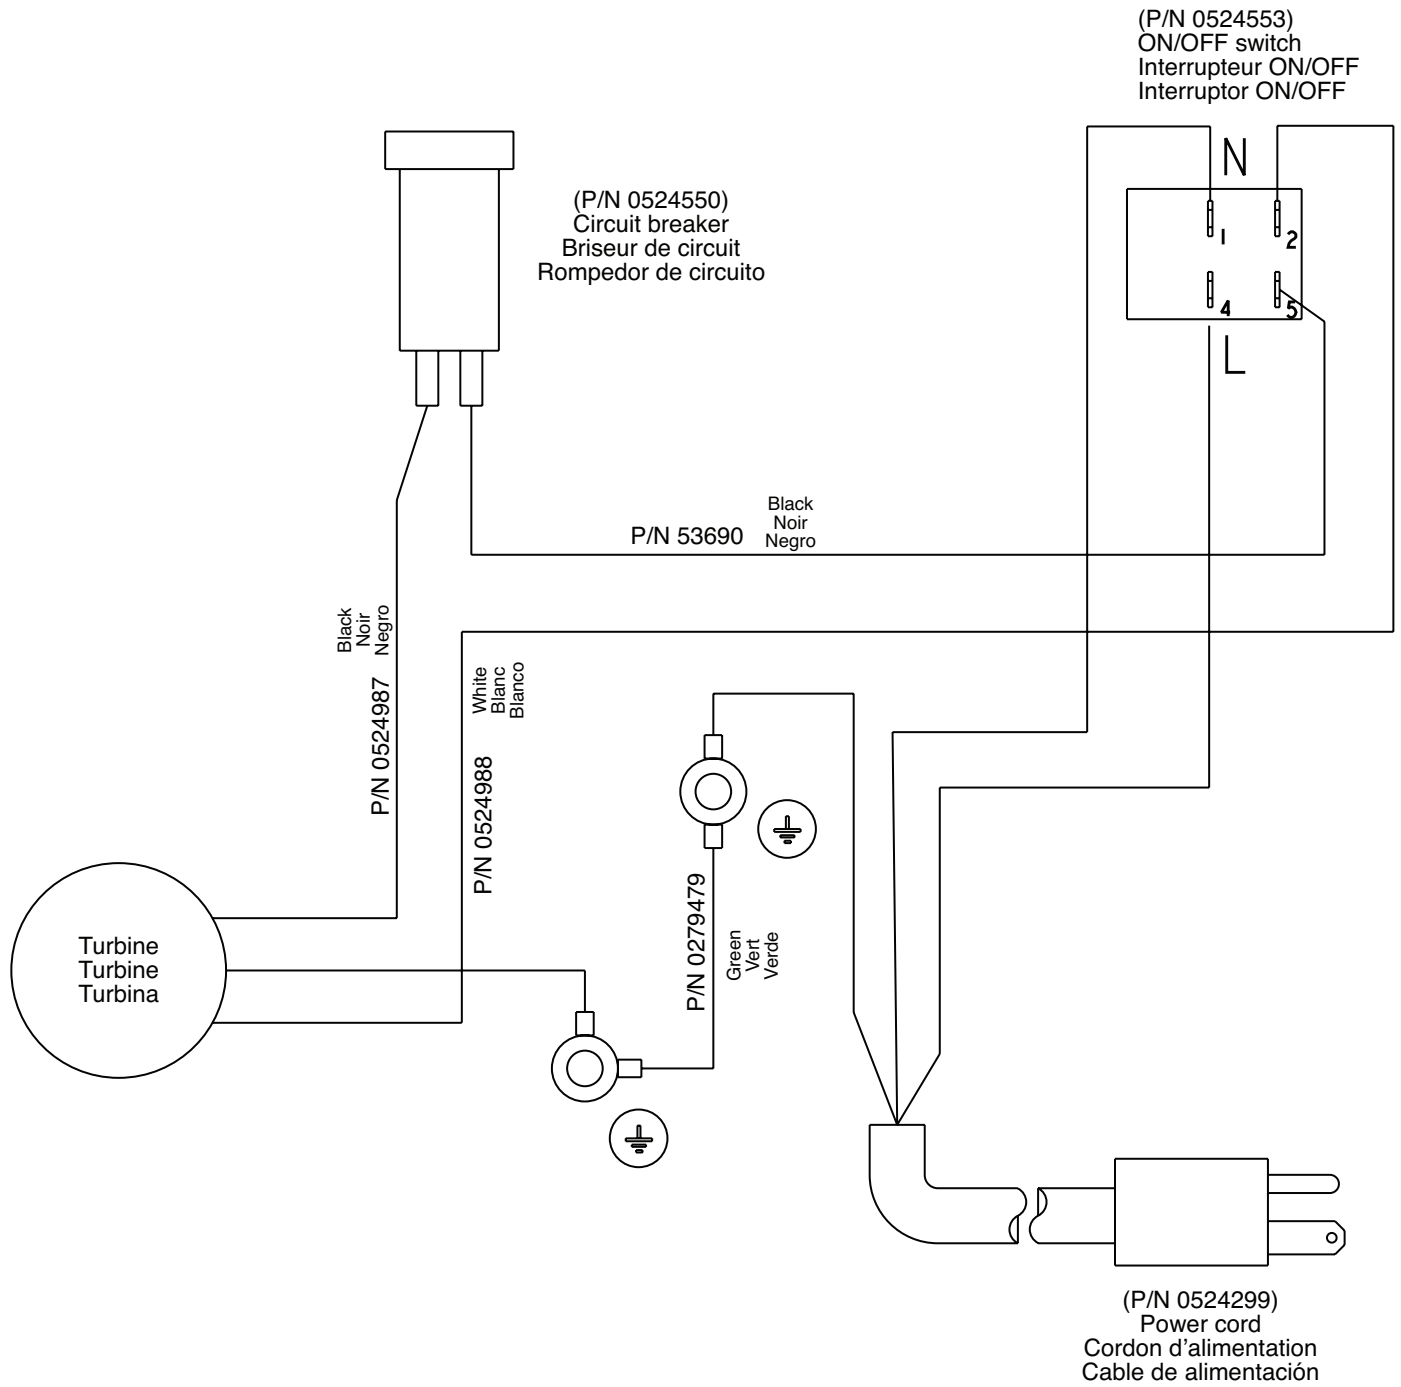 (P/N 0524553)
ON/OFF switch
Interrupteur ON/OFF
Interruptor ON/OFF
N
1
2
4
5
L
(P/N 0524550)
Circuit breaker
Briseur de circuit
Rompedor de circuito
P/N 53690
Black
Noir
Negro
Black
Noir
Negro
P/N 0524987
White
Blanc
Blanco
P/N 0524988
P/N 0279479
Green
Vert
Verde
Turbine
Turbine
Turbina
(P/N 0524299)
Power cord
Cordon d’alimentation
Cable de alimentación